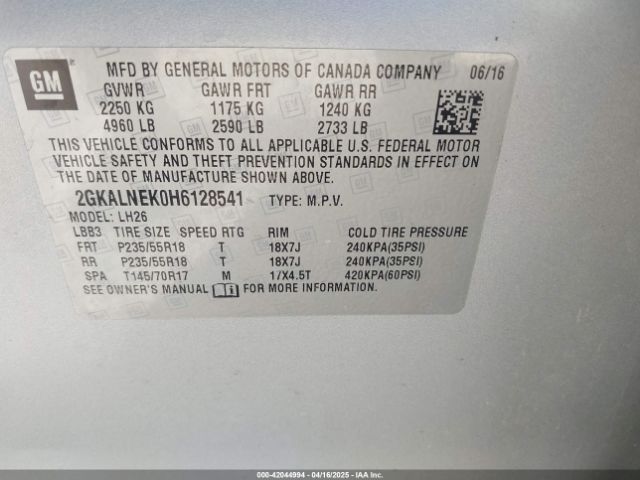 GM
MFD BY GENERAL MOTORS OF CANADA COMPANY 06/16
GVWR GAWR FRT GAWR RR
2250 KG 1175 KG 1240 KG
4960 LB 2590 LB 2733 LB
THIS VEHICLE CONFORMS TO ALL APPLICABLE U.S. FEDERAL MOTOR
VEHICLE SAFETY AND THEFT PREVENTION STANDARDS IN EFFECT ON
THE DATE OF MANUFACTURE SHOWN ABOVE.
2GKALNEK0H6128541 TYPE: M.P.V.
MODEL: LH26
LBB3 TIRE SIZE SPEED RTG RIM COLD TIRE PRESSURE
FRT P235/55R18 T 18X7J 240KPA(35PSI)
RR P235/55R18 T 18X7J 240KPA(35PSI)
SPA T145/70R17 M 17X4.5T 420KPA(60PSI)
SEE OWNER'S MANUAL FOR MORE INFORMATION.
000-42044994 - 04/16/2025 - IAAI.COM